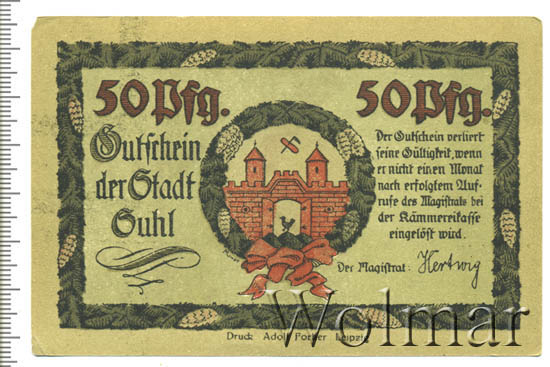 50 Pfg.
50 Pfg.
Gutschein
der Stadt
Suhl
Der Gutschein verliert
seine Gültigkeit, wenn
er nicht einen Monat
nach erfolgtem Auf-
rufe des Magistrats bei
der Kämmereikasse
eingelöst wird.
Der Magistrat: Hertwig
Druck Adolf Leipzig
Wolmar